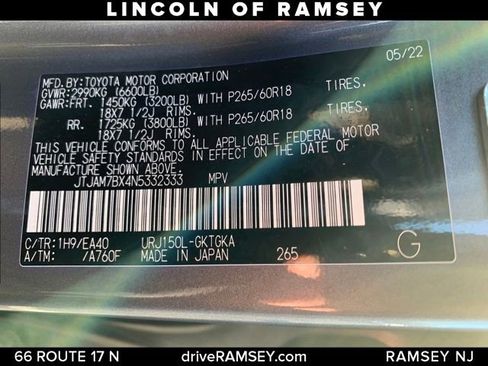 LINCOLN OF RAMSEY
MFD.BY:TOYOTA MOTOR CORPORATION 05/22
GVWR:2990KG (6600LB)
GAWR:FRT. 1450KG (3200LB) WITH P265/60R18 TIRES,
18X7 1/2J RIMS.
RR. 1725KG (3800LB) WITH P265/60R18 TIRES,
18X7 1/2J RIMS.
THIS VEHICLE CONFORMS TO ALL APPLICABLE FEDERAL MOTOR
VEHICLE SAFETY STANDARDS IN EFFECT ON THE DATE OF
MANUFACTURE SHOWN ABOVE.
JTJAM7BX4N5332333 MPV
C/TR:1H9/EA40 URJ150L-GKTGKA
A/TM: /A760F MADE IN JAPAN 265 G
66 ROUTE 17 N driveRAMSEY.com RAMSEY NJ